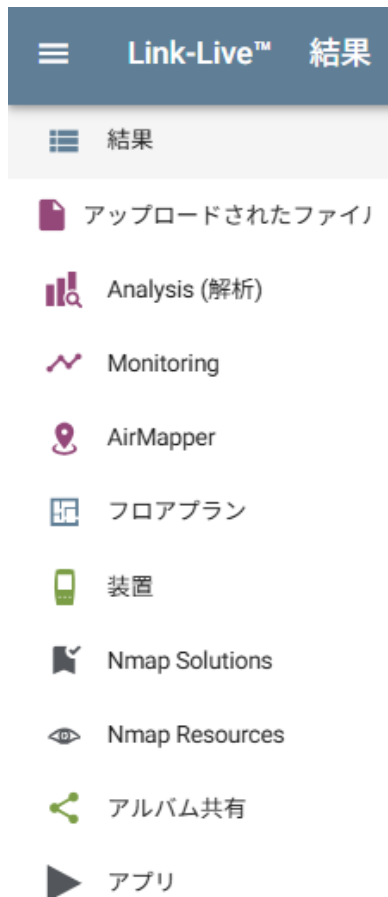 Link-Live™ 結果
結果
アップロードされたファイル
Analysis (解析)
Monitoring
AirMapper
フロアプラン
装置
Nmap Solutions
Nmap Resources
アルバム共有
アプリ